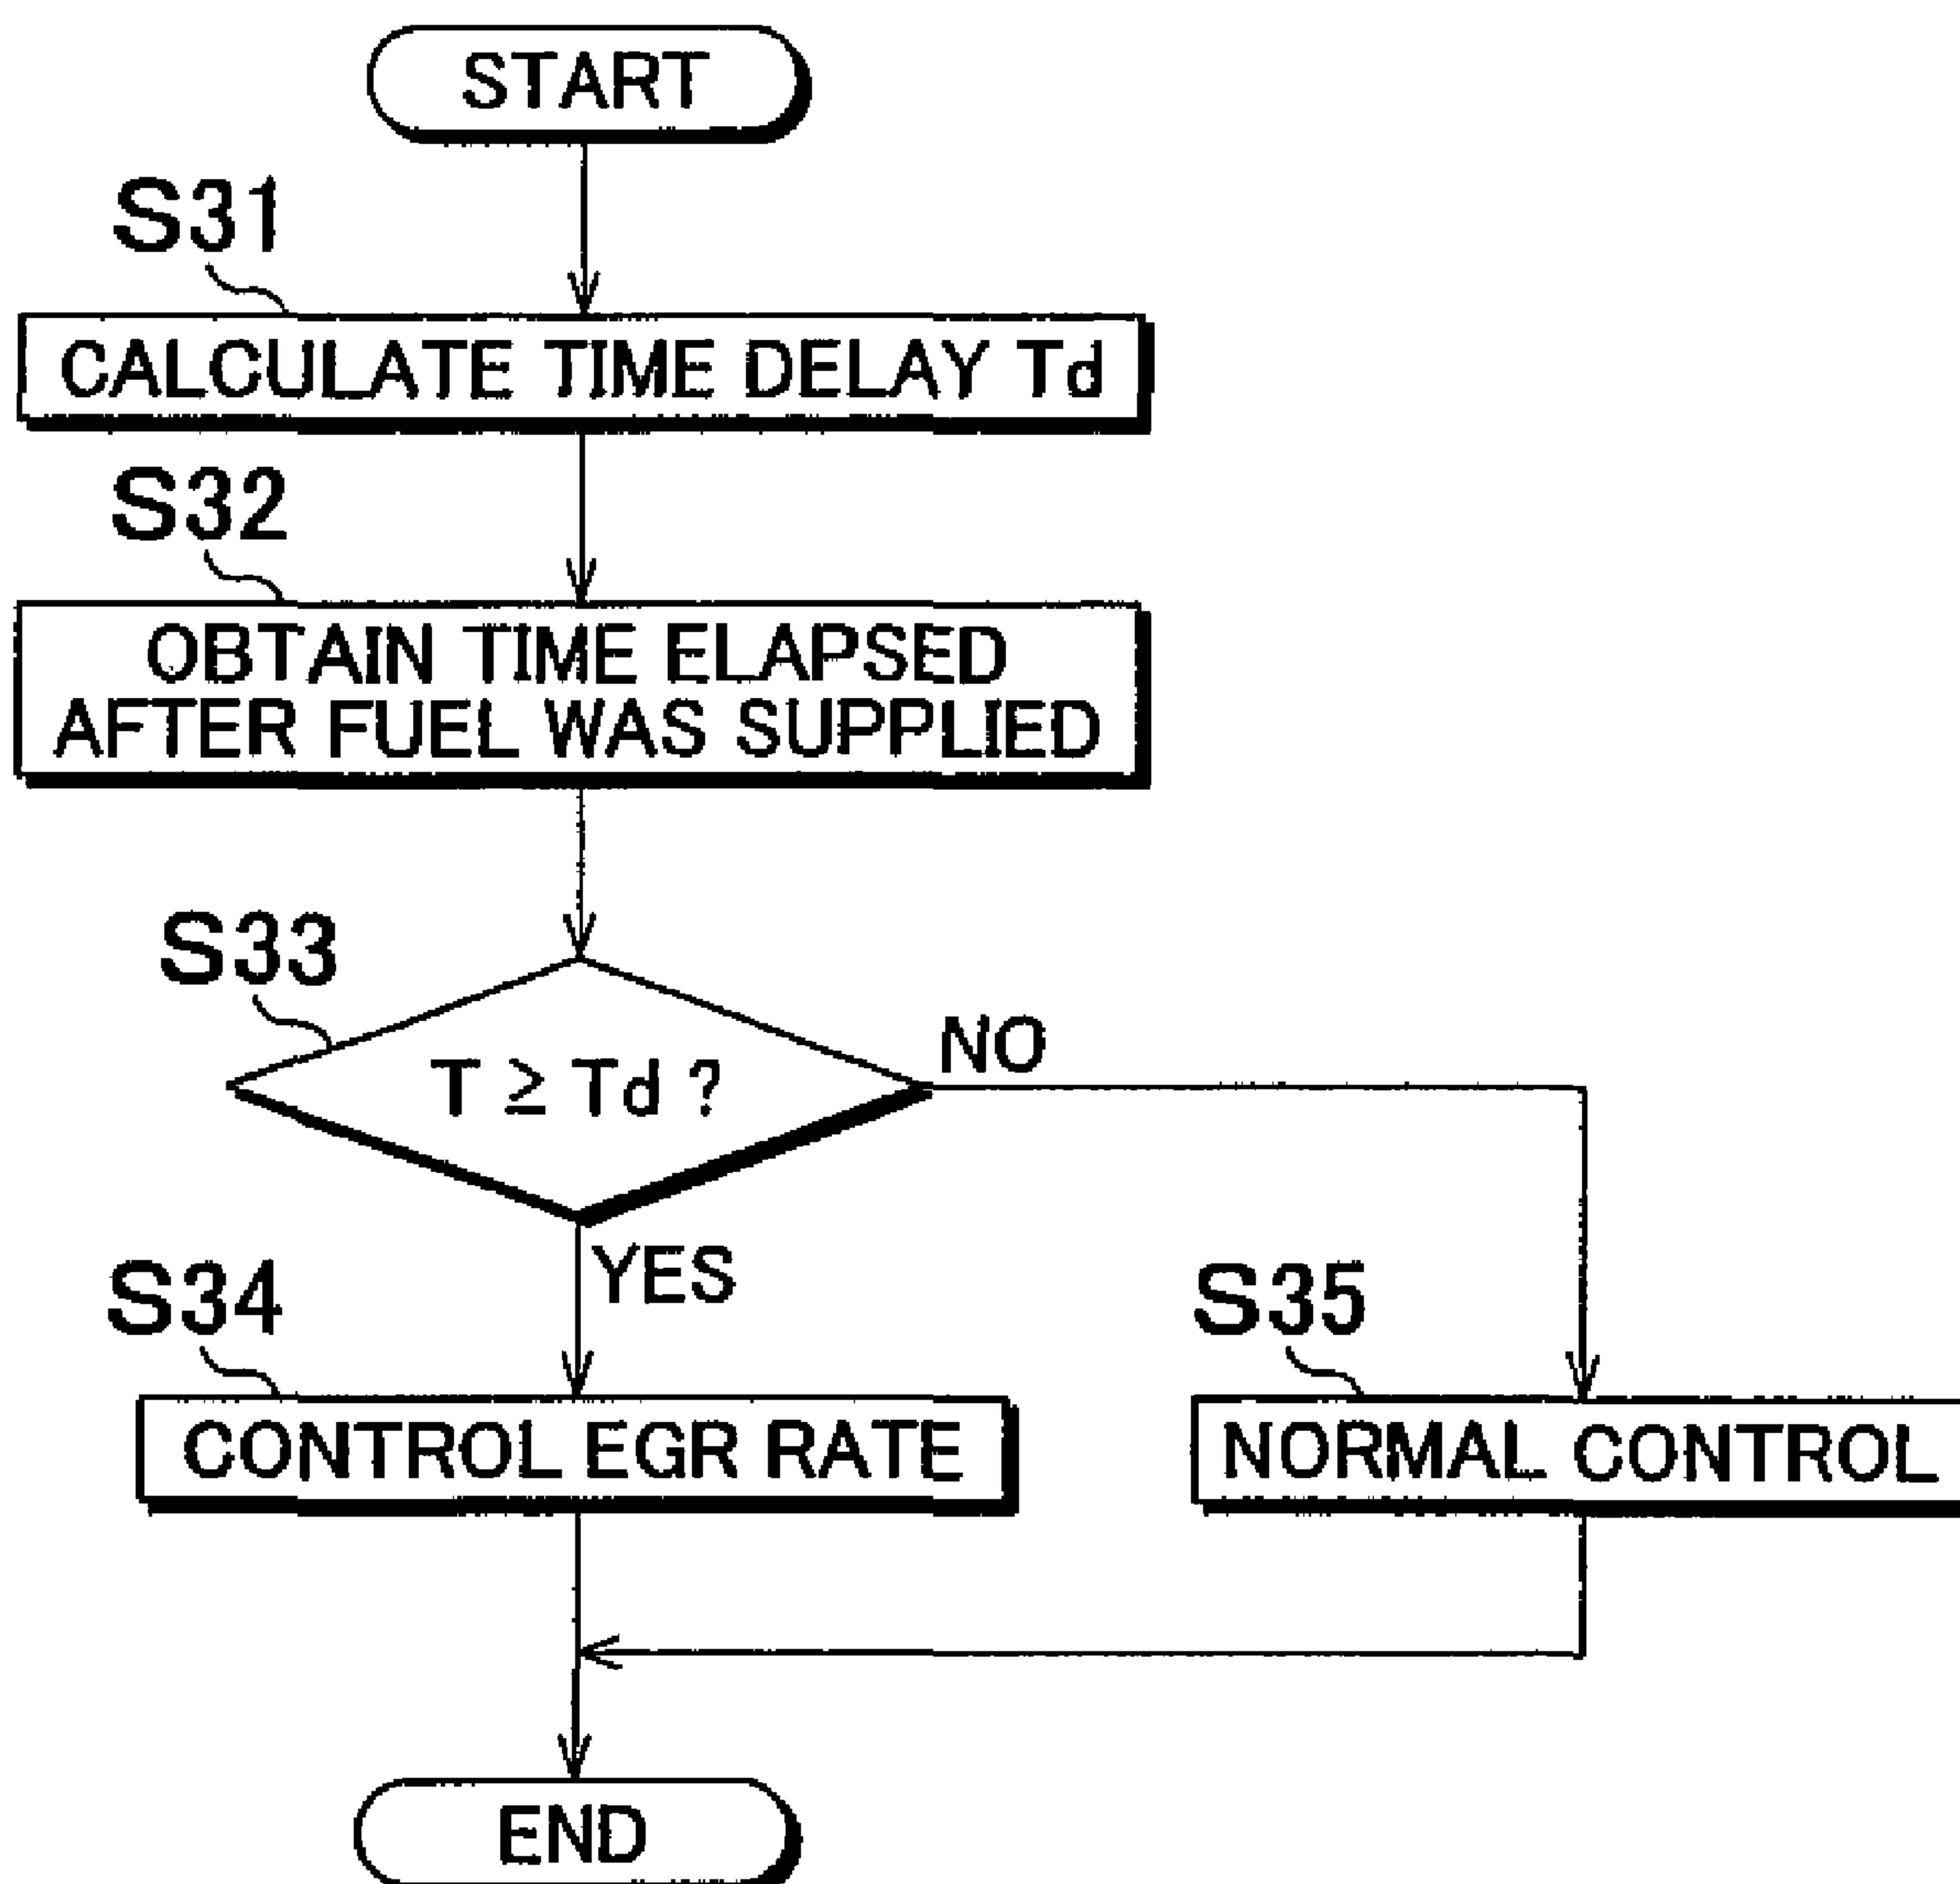 START
S31
CALCULATE TIME DELAY Td
S32
OBTAIN TIME ELAPSED
AFTER FUEL WAS SUPPLIED
S33
T ≥ Td ?
NO
YES
S34
CONTROL EGR RATE
S35
NORMAL CONTROL
END